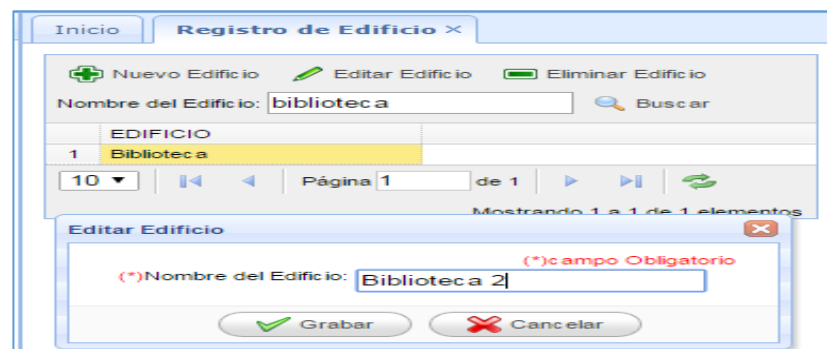 Inicio Registro de Edificio ×
Nuevo Edificio Editar Edificio Eliminar Edificio
Nombre del Edificio: biblioteca Buscar
EDIFICIO
1 Biblioteca
10 Página 1 de 1
Mostrando 1 a 1 de 1 elementos
Editar Edificio
(*)campo Obligatorio
(*)Nombre del Edificio: Biblioteca 2
Grabar Cancelar